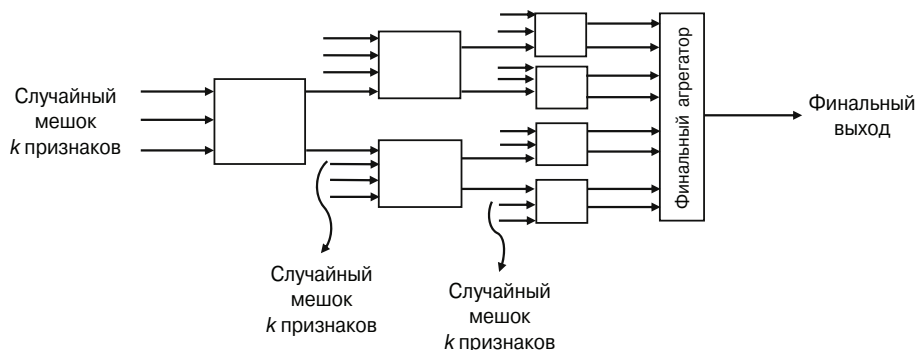 Случайный
мешок
k признаков
Случайный
мешок
k признаков
Случайный
мешок
k признаков
Финальный агрегатор
Финальный
выход